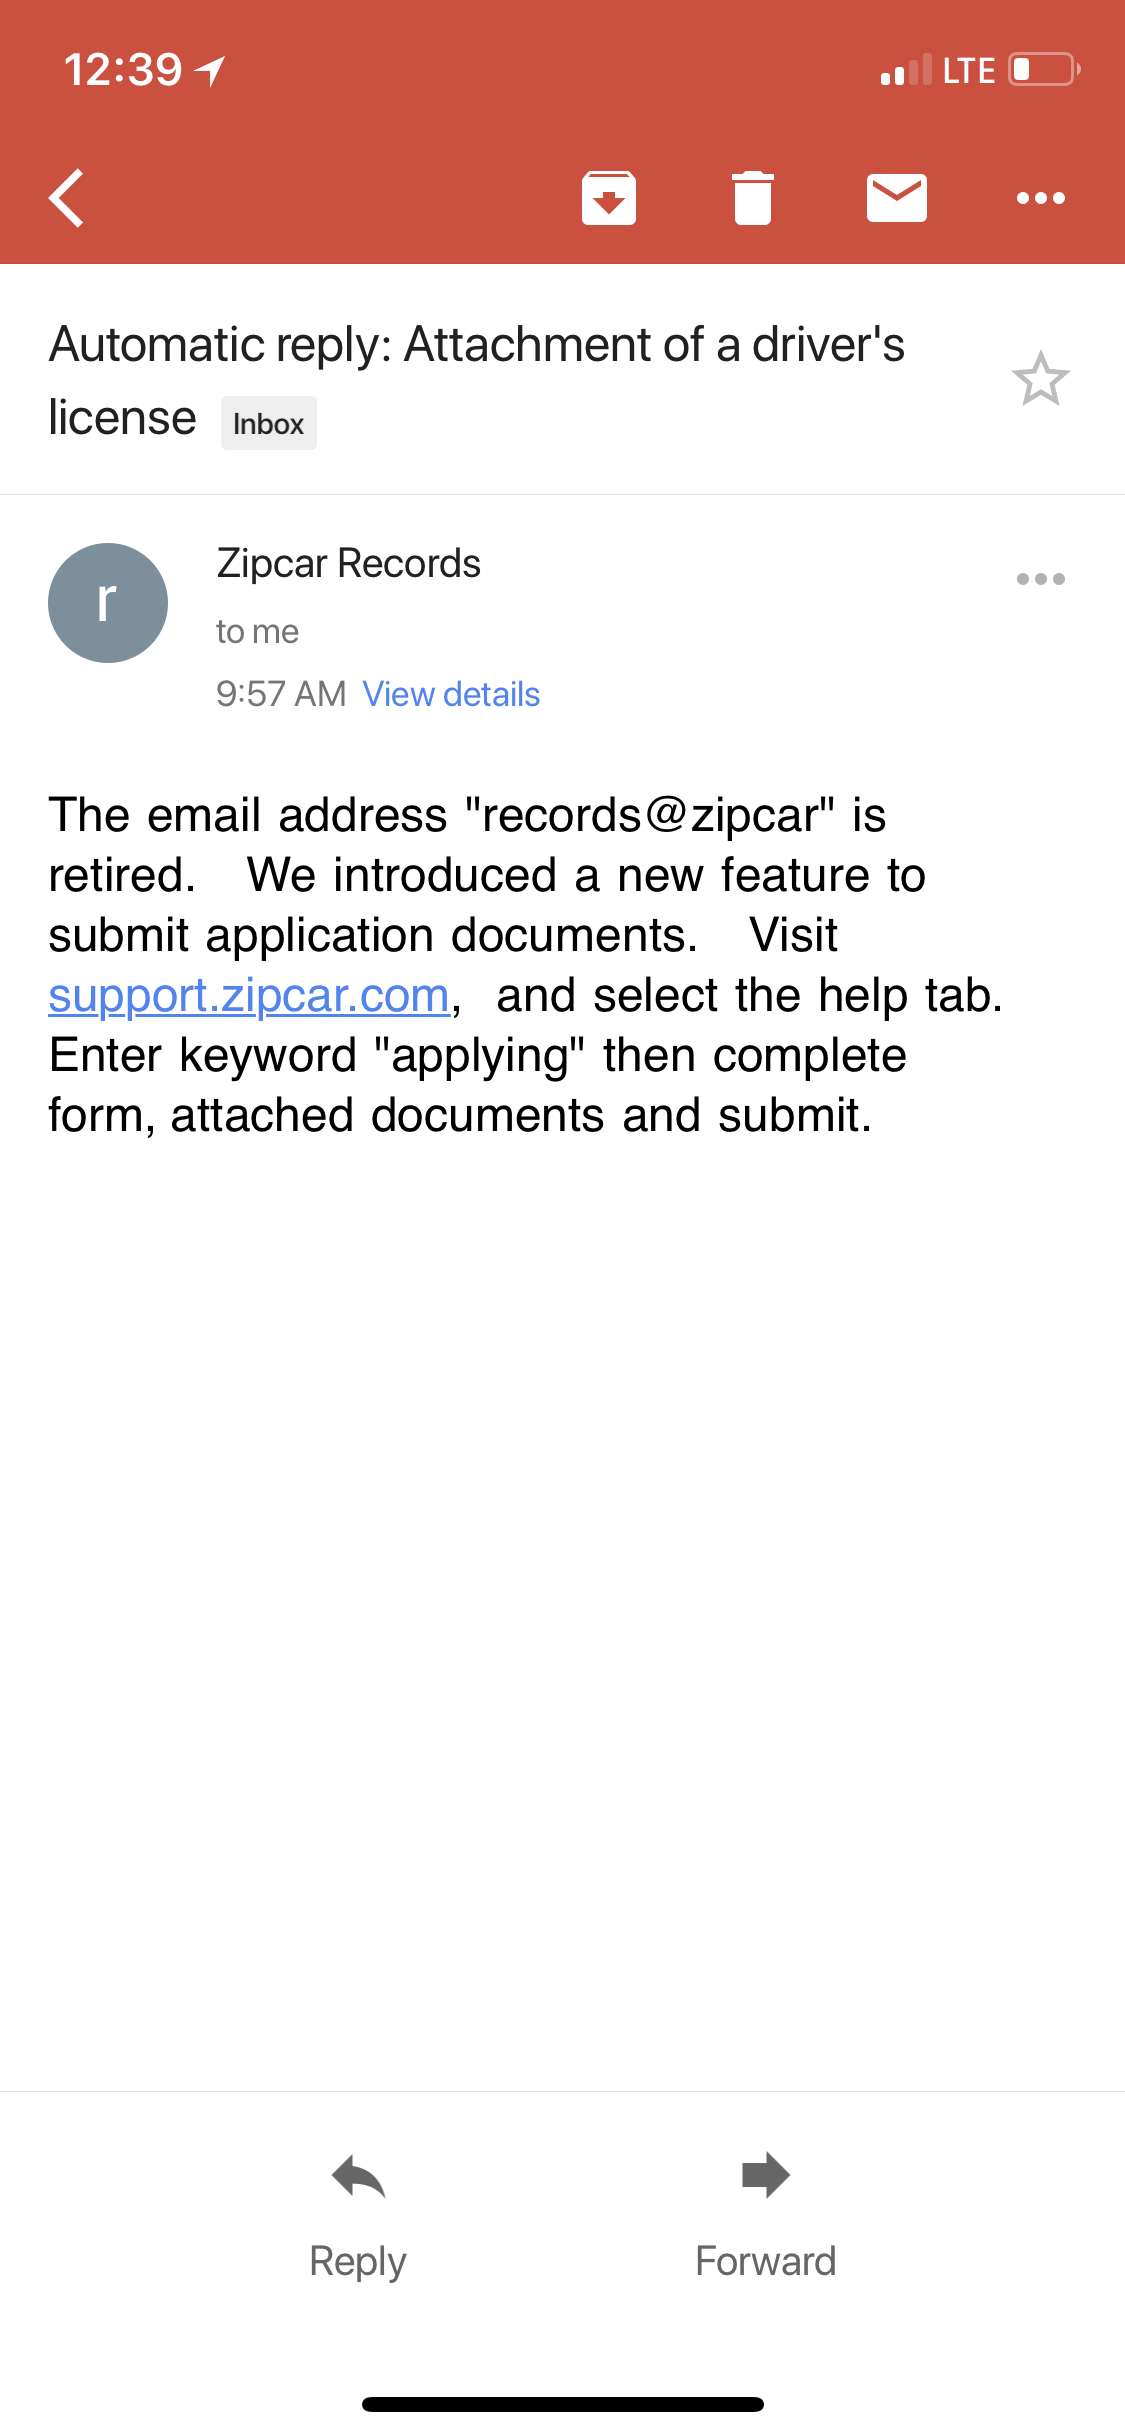 12:39 LTE
Automatic reply: Attachment of a driver's
license Inbox
r
Zipcar Records
to me
9:57 AM View details
The email address "records@zipcar" is
retired. We introduced a new feature to
submit application documents. Visit
support.zipcar.com, and select the help tab.
Enter keyword "applying" then complete
form, attached documents and submit.
Reply Forward